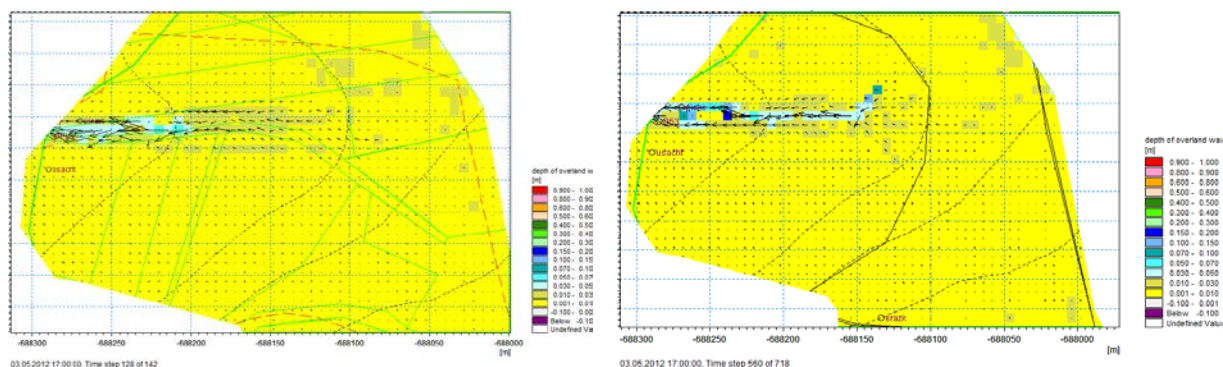 Ousacht
depth of overland wa
[m]
0.900 - 1.00
0.800 - 0.90
0.600 - 0.80
0.500 - 0.60
0.400 - 0.50
0.300 - 0.40
0.200 - 0.30
0.150 - 0.20
0.100 - 0.15
0.070 - 0.10
0.050 - 0.07
0.030 - 0.05
0.010 - 0.03
0.001 - 0.01
-0.100 - 0.00
Below -0.100
Undefined Value
-688300 -688250 -688200 -688150 -688100 -688050 -688000
[m]
03.05.2012 17:00:00, Time step 128 of 142
Ousacht
Osrazk
depth of overland wa
[m]
0.900 - 1.000
0.800 - 0.900
0.600 - 0.800
0.500 - 0.600
0.400 - 0.500
0.300 - 0.400
0.200 - 0.300
0.150 - 0.200
0.100 - 0.150
0.070 - 0.100
0.050 - 0.070
0.030 - 0.050
0.010 - 0.030
0.001 - 0.010
-0.100 - 0.001
Below -0.100
Undefined Value
-688300 -688250 -688200 -688150 -688100 -688050 -688000
[m]
03.05.2012 17:00:00, Time step 560 of 718